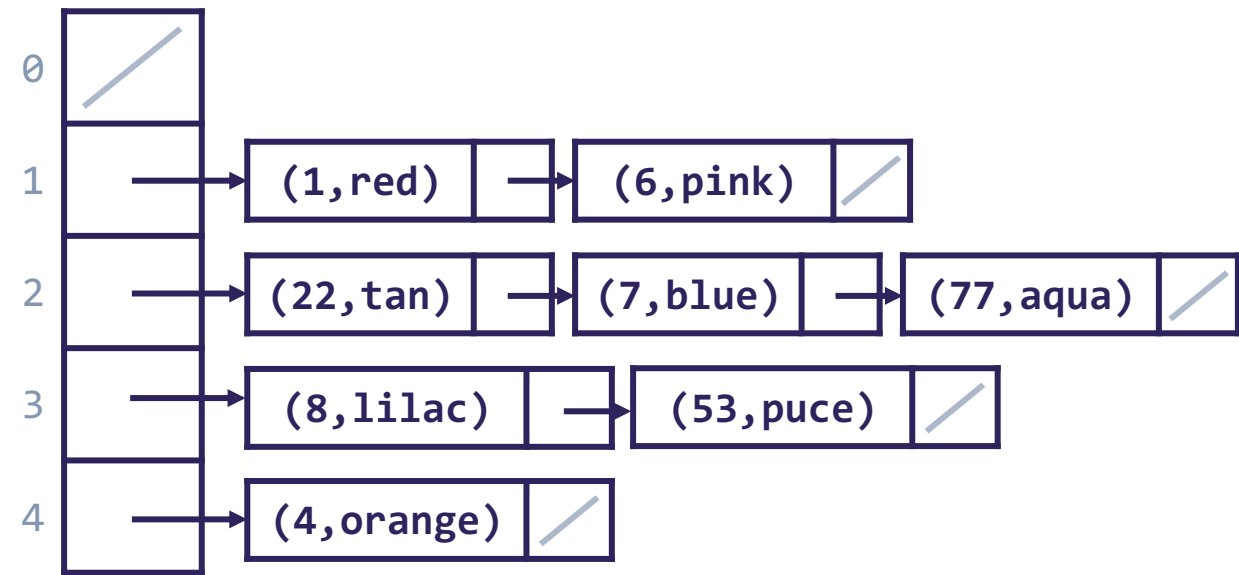 0
1 (1,red) (6,pink)
2 (22,tan) (7,blue) (77,aqua)
3 (8,lilac) (53,puce)
4 (4,orange)